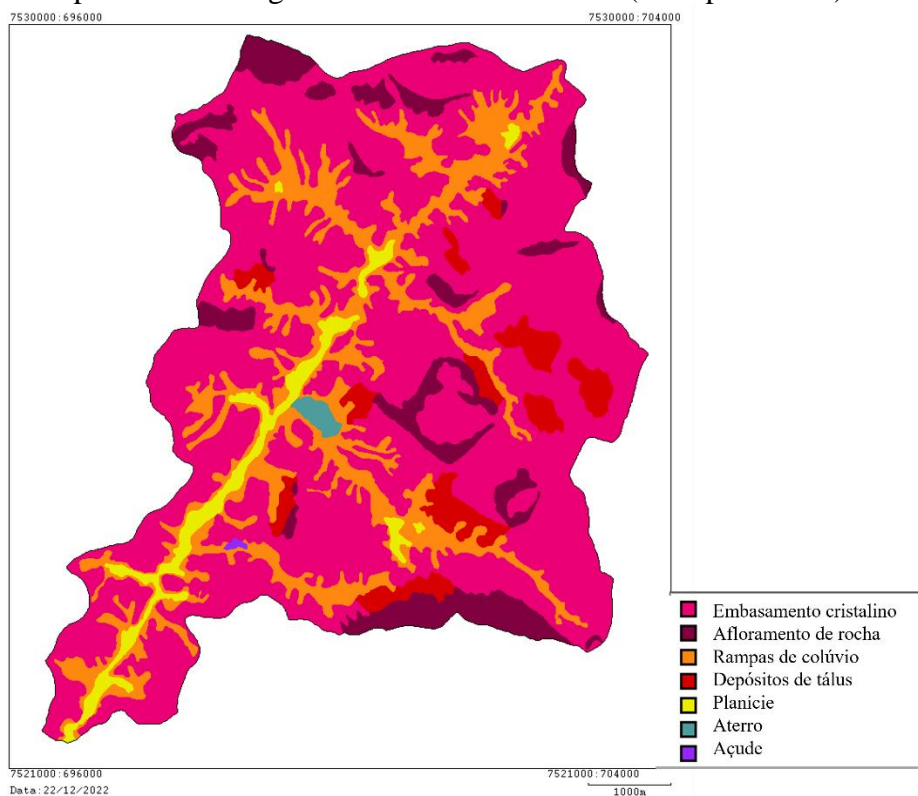 7530000:696000
7530000:704000
Embasamento cristalino
Afloramento de rocha
Rampas de colúvio
Depósitos de tálus
Planície
Aterro
Açude
7521000:696000
7521000:704000
Data:22/12/2022
1000m